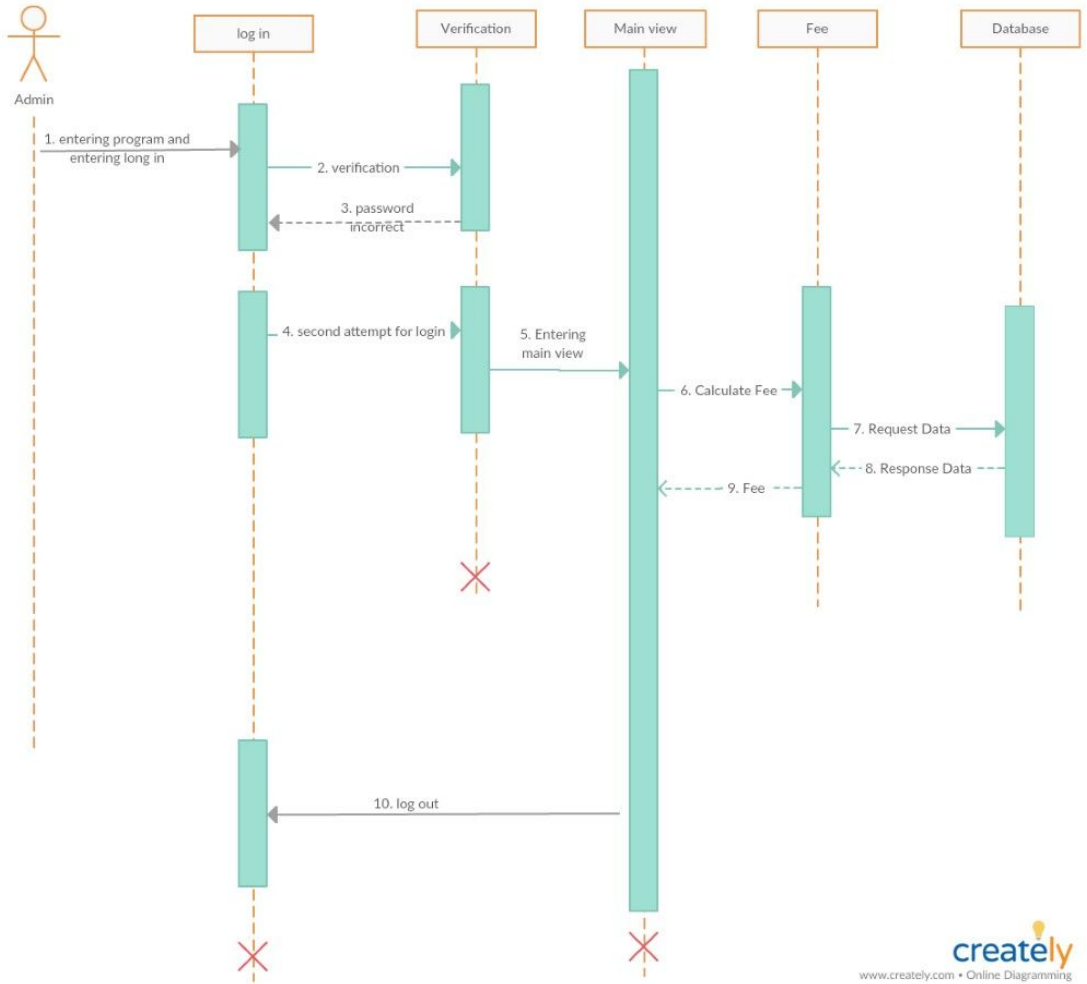 log in
Verification
Main view
Fee
Database
Admin
1. entering program and
entering long in
2. verification
3. password
incorrect
4. second attempt for login
5. Entering
main view
6. Calculate Fee
7. Request Data
8. Response Data
9. Fee
10. log out
creately
www.creately.com • Online Diagramming